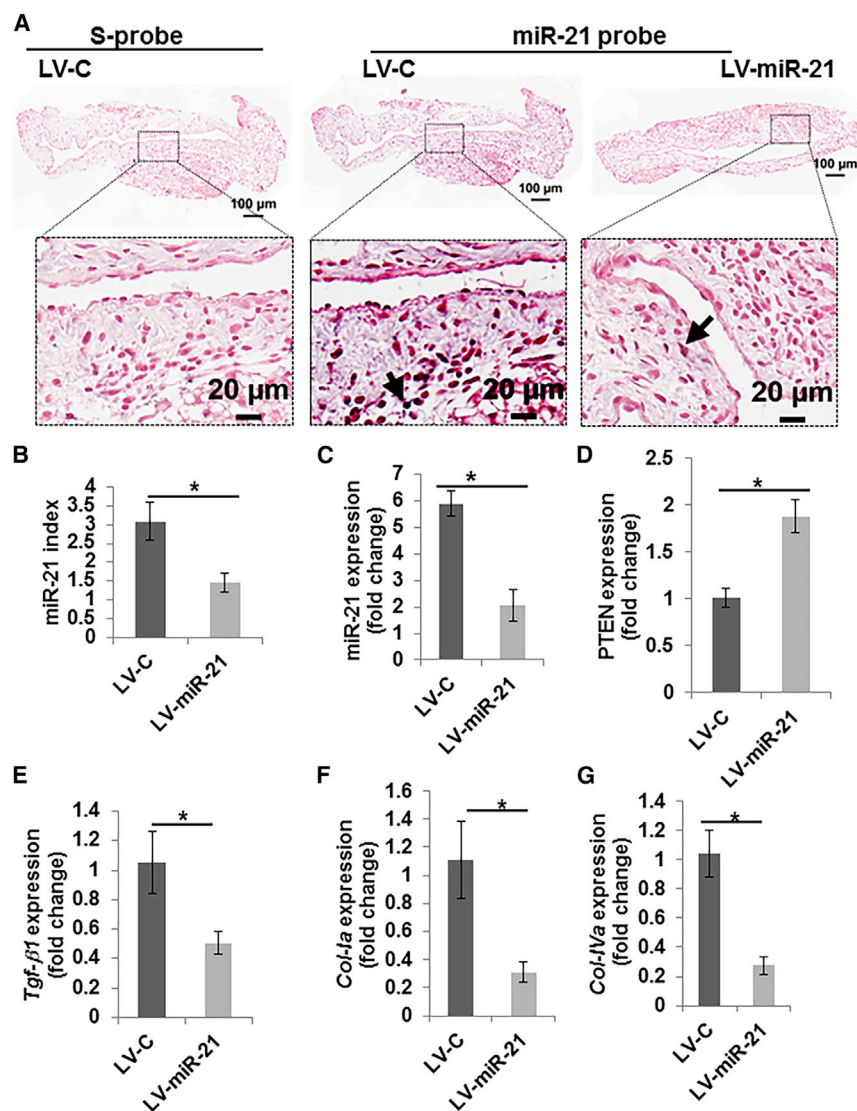 A
S-probe
miR-21 probe
LV-C
LV-C
LV-miR-21
100 µm
100 µm
100 µm
20 µm
20 µm
20 µm
B
miR-21 index
4
3.5
3
2.5
2
1.5
1
0.5
0
*
LV-C
LV-miR-21
C
miR-21 expression
(fold change)
7
6
5
4
3
2
1
0
*
LV-C
LV-miR-21
D
PTEN expression
(fold change)
2.5
2
1.5
1
0.5
0
*
LV-C
LV-miR-21
E
Tgf-β1 expression
(fold change)
1.4
1.2
1
0.8
0.6
0.4
0.2
0
*
LV-C
LV-miR-21
F
Col-Ia expression
(fold change)
1.6
1.4
1.2
1
0.8
0.6
0.4
0.2
0
*
LV-C
LV-miR-21
G
Col-IVa expression
(fold change)
1.4
1.2
1
0.8
0.6
0.4
0.2
0
*
LV-C
LV-miR-21